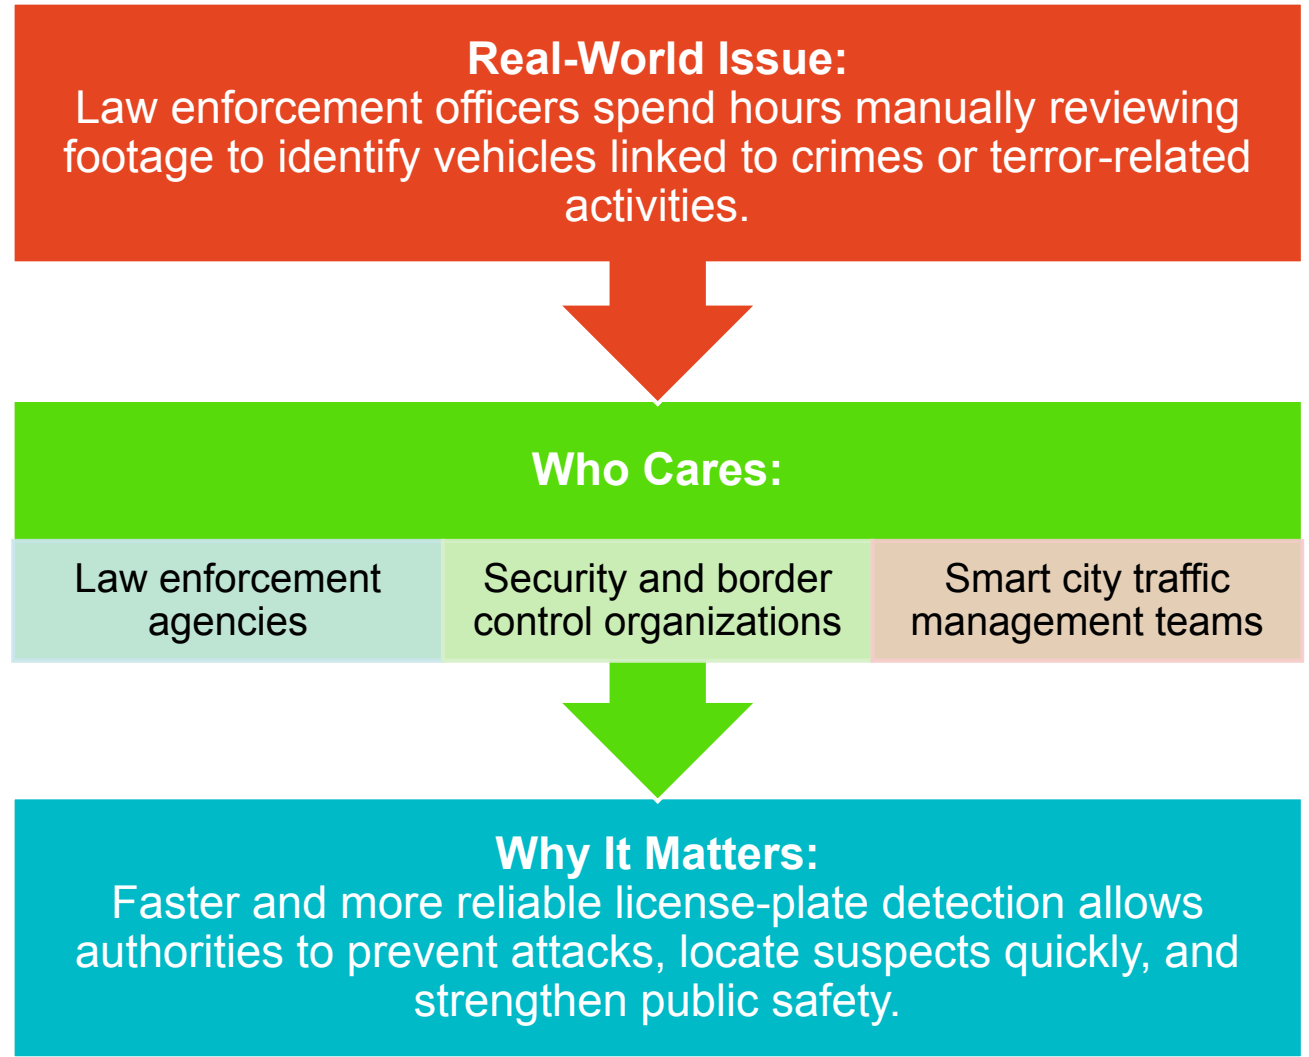 Real-World Issue:
Law enforcement officers spend hours manually reviewing
footage to identify vehicles linked to crimes or terror-related
activities.
Who Cares:
Law enforcement
agencies
Security and border
control organizations
Smart city traffic
management teams
Why It Matters:
Faster and more reliable license-plate detection allows
authorities to prevent attacks, locate suspects quickly, and
strengthen public safety.